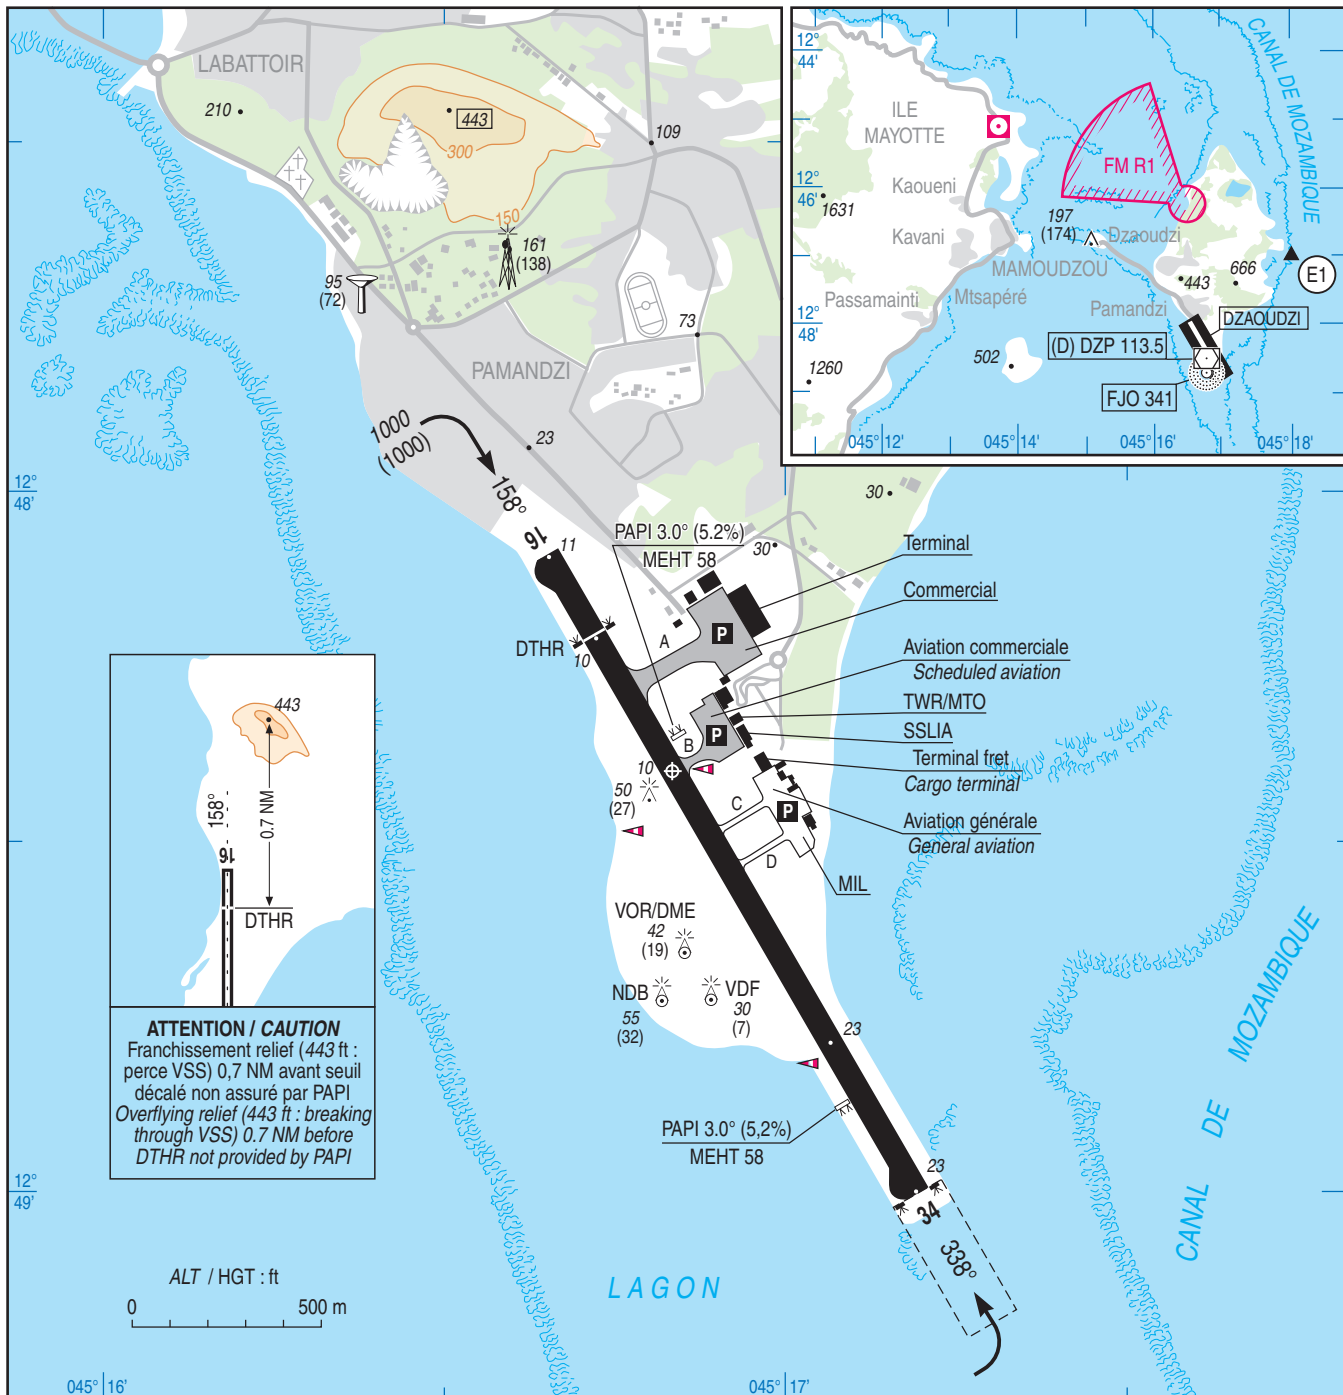 LABATTOIR
210
443
300
150
109
161
(138)
95
(72)
73
PAMANDZI
1000
(1000)
23
158°
16
11
30
30
12°
48'
PAPI 3.0° (5.2%)
MEHT 58
Terminal
Commercial
Aviation commerciale
Scheduled aviation
TWR/MTO
SSLIA
Terminal fret
Cargo terminal
Aviation générale
General aviation
MIL
DTHR
10
A
P
B
P
10
C
P
D
50
(27)
VOR/DME
42
(19)
NDB
55
(32)
VDF
30
(7)
23
PAPI 3.0° (5,2%)
MEHT 58
23
34
338°
12°
49'
LAGON
CANAL DE MOZAMBIQUE
ALT / HGT : ft
0
500 m
045° 16'
045° 17'
443
158°
0.7 NM
16
DTHR
ATTENTION / CAUTION
Franchissement relief (443 ft :
perce VSS) 0,7 NM avant seuil
décalé non assuré par PAPI
Overflying relief (443 ft : breaking
through VSS) 0.7 NM before
DTHR not provided by PAPI
12°
44'
ILE
MAYOTTE
FM R1
CANAL DE MOZAMBIQUE
12°
46'
1631
Kaoueni
Kavani
197
(174)
Dzaoudzi
MAMOUDZOU
E1
443
666
Passamainti
Mtsapéré
Pamandzi
12°
48'
DZAOUDZI
(D) DZP 113.5
502
1260
FJO 341
045° 12'
045° 14'
045° 16'
045° 18'